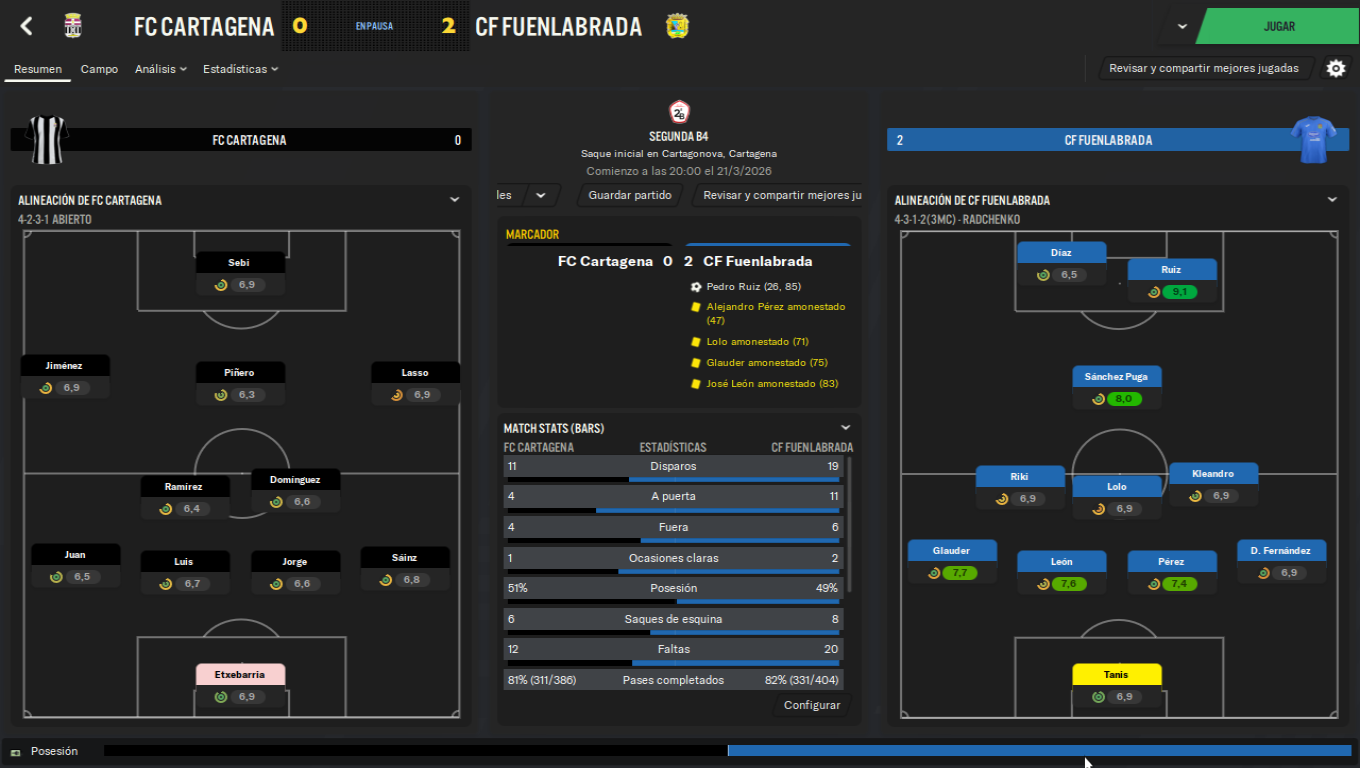 FC CARTAGENA 0 EN PAUSA 2 CF FUENLABRADA
JUGAR
Resumen Campo Análisis Estadísticas
Revisar y compartir mejores jugadas
FC CARTAGENA 0
2B
SEGUNDA B4
Saque inicial en Cartagonova, Cartagena
Comienzo a las 20:00 el 21/3/2026
les Guardar partido Revisar y compartir mejores ju
2 CF FUENLABRADA
ALINEACIÓN DE FC CARTAGENA
4-2-3-1 ABIERTO
Sebi
6,9
Jiménez
6,9
Piñero
6,3
Lasso
6,9
Ramírez
6,4
Domínguez
6,6
Juan
6,5
Luis
6,7
Jorge
6,6
Sáinz
6,8
Etxebarria
6,9
MARCADOR
FC Cartagena 0 2 CF Fuenlabrada
Pedro Ruiz (26, 85)
Alejandro Pérez amonestado
(47)
Lolo amonestado (71)
Glauder amonestado (75)
José León amonestado (83)
MATCH STATS (BARS)
FC CARTAGENA ESTADÍSTICAS CF FUENLABRADA
11 Disparos 19
4 A puerta 11
4 Fuera 6
1 Ocasiones claras 2
51% Posesión 49%
6 Saques de esquina 8
12 Faltas 20
81% (311/386) Pases completados 82% (331/404)
Configurar
ALINEACIÓN DE CF FUENLABRADA
4-3-1-2(3MC) - RADCHENKO
Díaz
6,5
Ruiz
9,1
Sánchez Puga
8,0
Riki
6,9
Lolo
6,9
Kleandro
6,9
Glauder
7,7
León
7,6
Pérez
7,4
D. Fernández
6,9
Tanis
6,9
Posesión